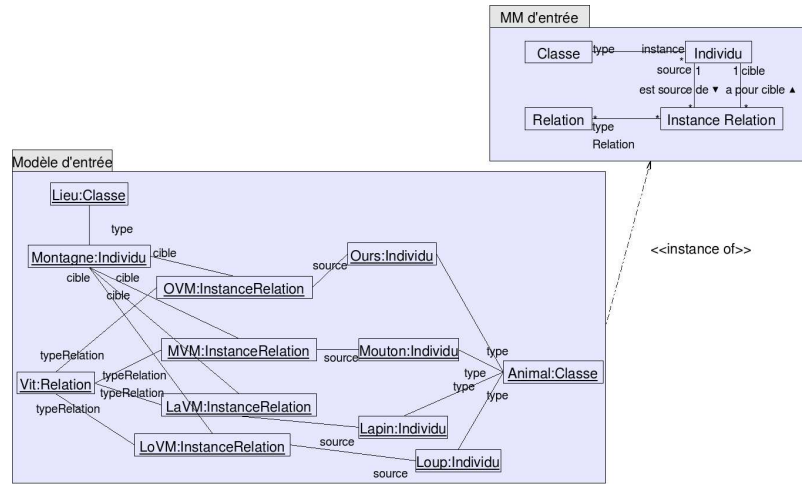 MM d'entrée
Classe
type
instance
*
Individu
source 1
1 cible
est source de ▼
a pour cible ▲
*
*
Relation
*
*
Instance Relation
type
Relation
Modèle d'entrée
Lieu:Classe
type
Montagne:Individu
cible
Ours:Individu
source
cible
cible
OVM:InstanceRelation
cible
<<instance of>>
typeRelation
MVM:InstanceRelation
source
Mouton:Individu
type
Vit:Relation
typeRelation
type
Animal:Classe
typeRelation
type
typeRelation
LaVM:InstanceRelation
type
Lapin:Individu
LoVM:InstanceRelation
source
Loup:Individu
source